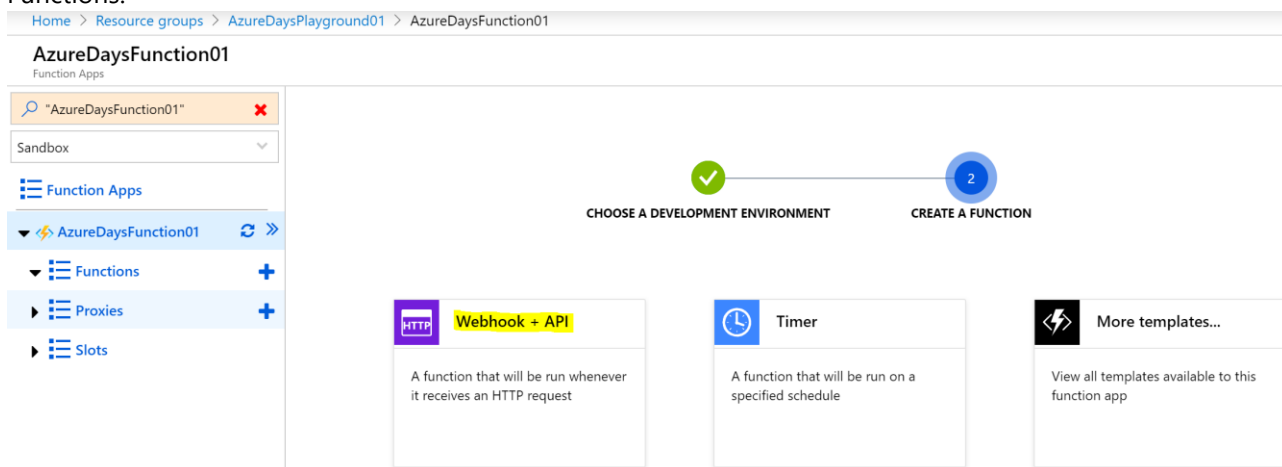 Functions.
Home > Resource groups > AzureDaysPlayground01 > AzureDaysFunction01
AzureDaysFunction01
Function Apps
"AzureDaysFunction01"
Sandbox
Function Apps
AzureDaysFunction01
Functions
Proxies
Slots
2
CHOOSE A DEVELOPMENT ENVIRONMENT
CREATE A FUNCTION
HTTP
Webhook + API
A function that will be run whenever
it receives an HTTP request
Timer
A function that will be run on a
specified schedule
More templates...
View all templates available to this
function app